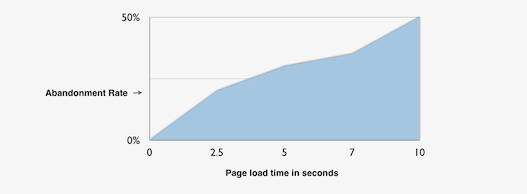 50%
Abandonment Rate →
0%
0 2.5 5 7 10
Page load time in seconds